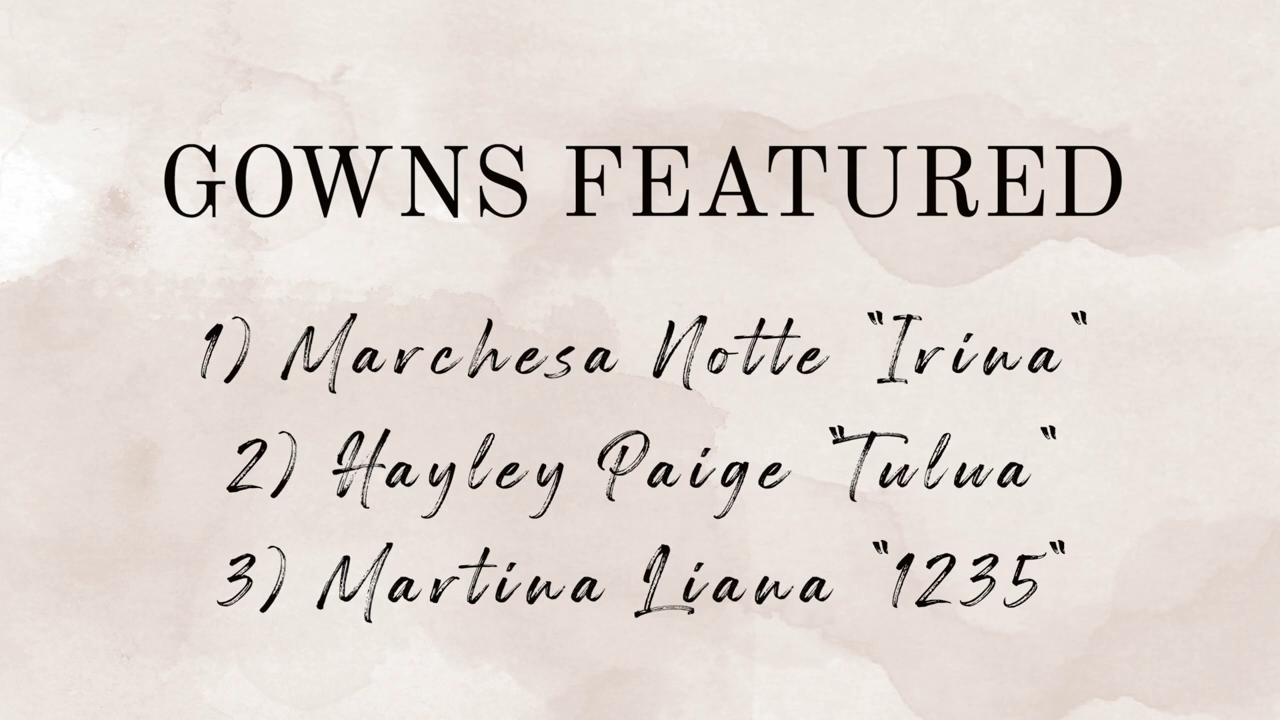 GOWNS FEATURED
1) Marchesa Notte "Irina"
2) Hayley Paige "Tulua"
3) Martina Liana "1235"